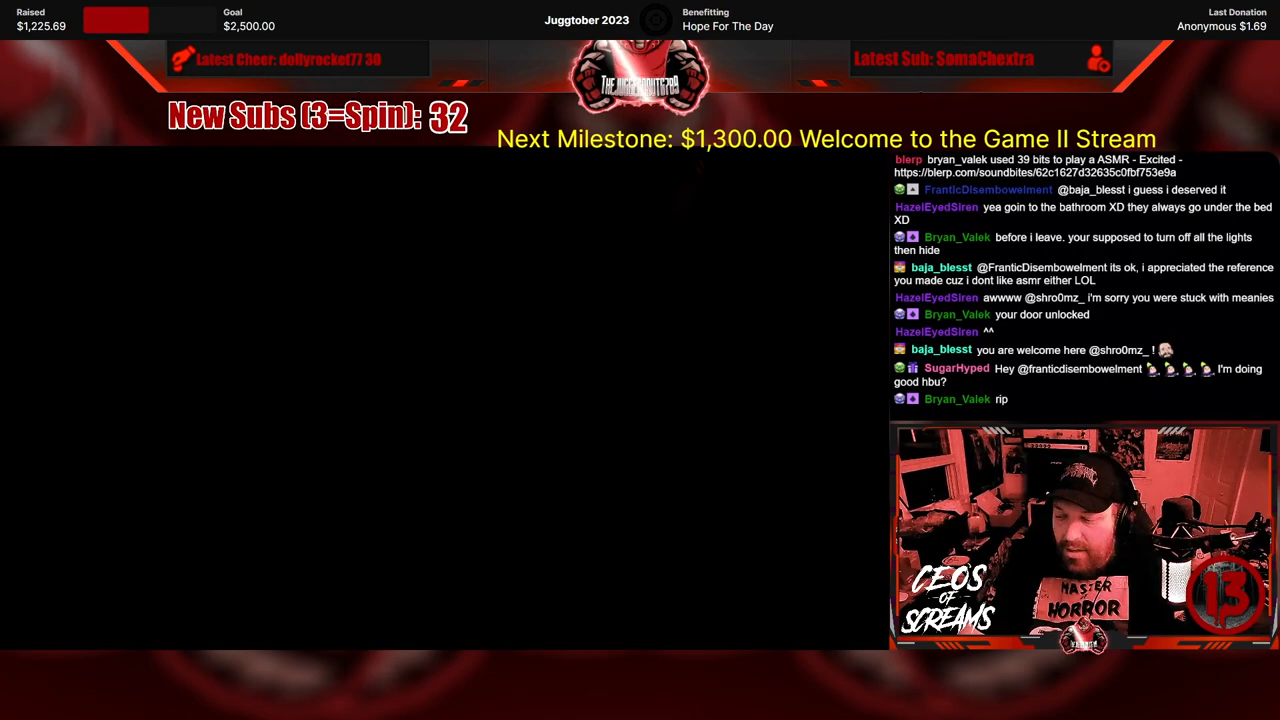 Raised
$1,225.69
Goal
$2,500.00
Juggtober 2023
Benefitting
Hope For The Day
Last Donation
Anonymous $1.69
Latest Cheer: dollyrocket77 30
THEJUGGERNAUT6789
Latest Sub: SomaChextra
New Subs (3=Spin): 32
Next Milestone: $1,300.00 Welcome to the Game II Stream
blerp bryan_valek used 39 bits to play a ASMR - Excited -
https://blerp.com/soundbites/62c1627d32635c0fbf753e9a
FranticDisembowelment @baja_blesst i guess i deserved it
HazelEyedSiren yea goin to the bathroom XD they always go under the bed
XD
Bryan_Valek before i leave. your supposed to turn off all the lights
then hide
baja_blesst @FranticDisembowelment its ok, i appreciated the reference
you made cuz i dont like asmr either LOL
HazelEyedSiren awwww @shro0mz_ i'm sorry you were stuck with meanies
Bryan_Valek your door unlocked
HazelEyedSiren ^^
baja_blesst you are welcome here @shro0mz_ !
SugarHyped Hey @franticdisembowelment I'm doing
good hbu?
Bryan_Valek rip
CEOS
OF
SCREAMS
MASTER
OF
HORROR
13